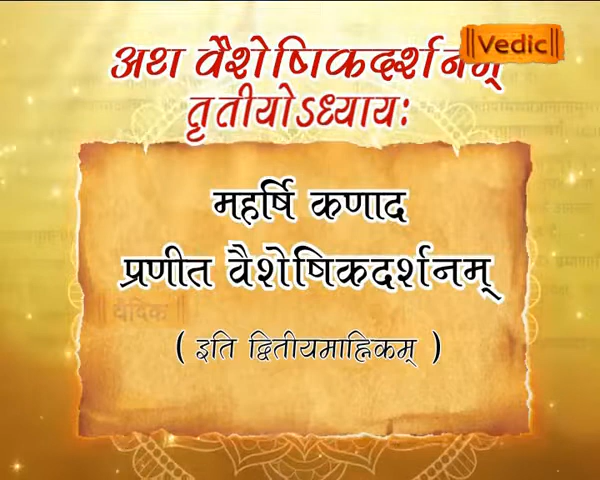 ||Vedic||
अथ वैशेषिकदर्शनम्
तृतीयोऽध्यायः
महर्षि कणाद
प्रणीत वैशेषिकदर्शनम्
|| वैदिक ||
( इति द्वितीयमाह्निकम् )